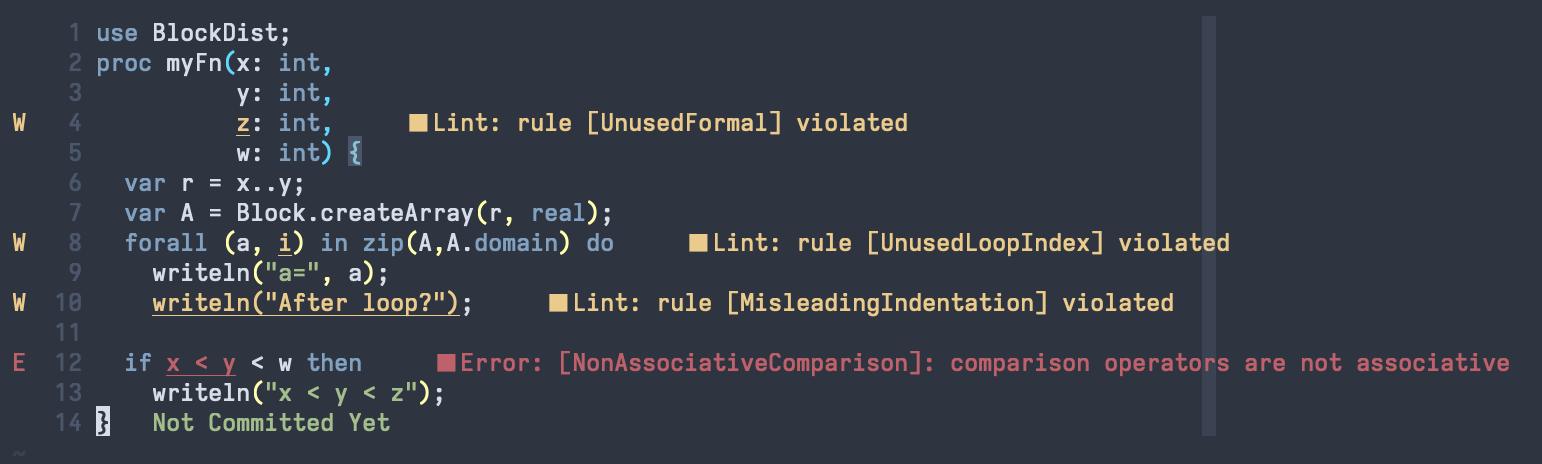 1 use BlockDist;
2 proc myFn(x: int,
3           y: int,
W 4           z: int,     ■Lint: rule [UnusedFormal] violated
5           w: int) {
6   var r = x..y;
7   var A = Block.createArray(r, real);
W 8   forall (a, i) in zip(A,A.domain) do     ■Lint: rule [UnusedLoopIndex] violated
9     writeln("a=", a);
W 10     writeln("After loop?");     ■Lint: rule [MisleadingIndentation] violated
11
E 12   if x < y < w then     ■Error: [NonAssociativeComparison]: comparison operators are not associative
13     writeln("x < y < z");
14 }   Not Committed Yet
~